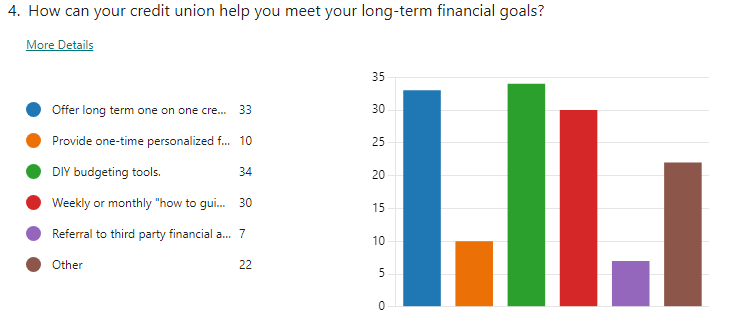 4. How can your credit union help you meet your long-term financial goals?
More Details
Offer long term one on one cre... 33
Provide one-time personalized f... 10
DIY budgeting tools. 34
Weekly or monthly "how to gui... 30
Referral to third party financial a... 7
Other 22
35
30
25
20
15
10
5
0